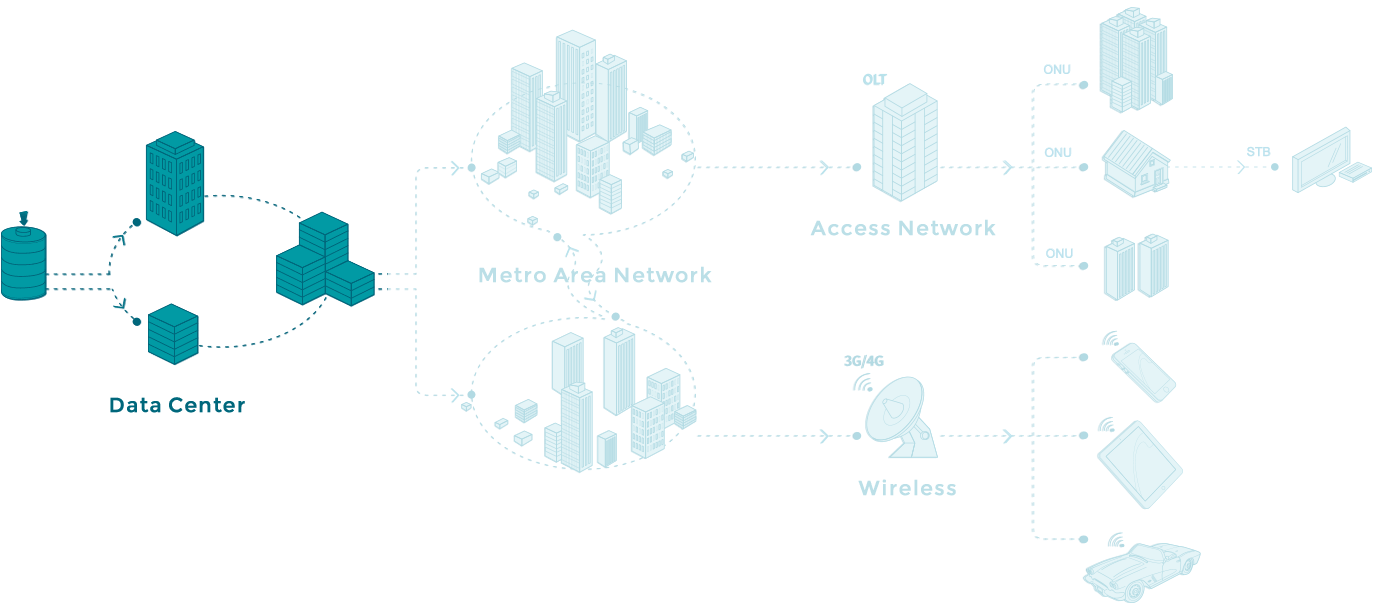 OLT
ONU
ONU
STB
Access Network
ONU
Metro Area Network
3G/4G
Data Center
Wireless